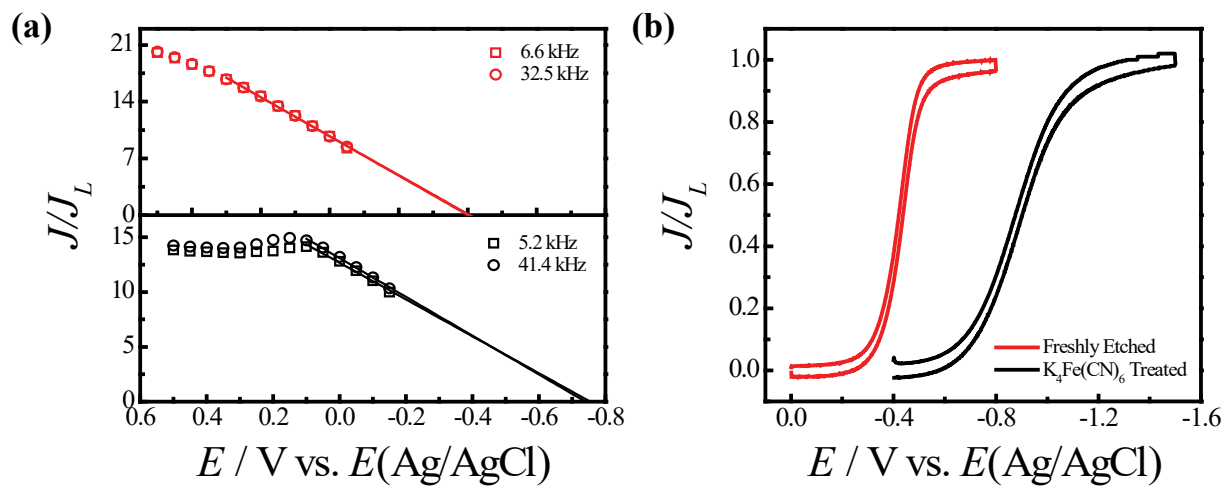 (a)
21
14
7
0
6.6 kHz
32.5 kHz
15
10
5
0
5.2 kHz
41.4 kHz
0.6 0.4 0.2 0.0 -0.2 -0.4 -0.6 -0.8
J/J_L
E / V vs. E(Ag/AgCl)
(b)
1.0
0.8
0.6
0.4
0.2
0.0
Freshly Etched
K₄Fe(CN)₆ Treated
0.0 -0.4 -0.8 -1.2 -1.6
J/J_L
E / V vs. E(Ag/AgCl)